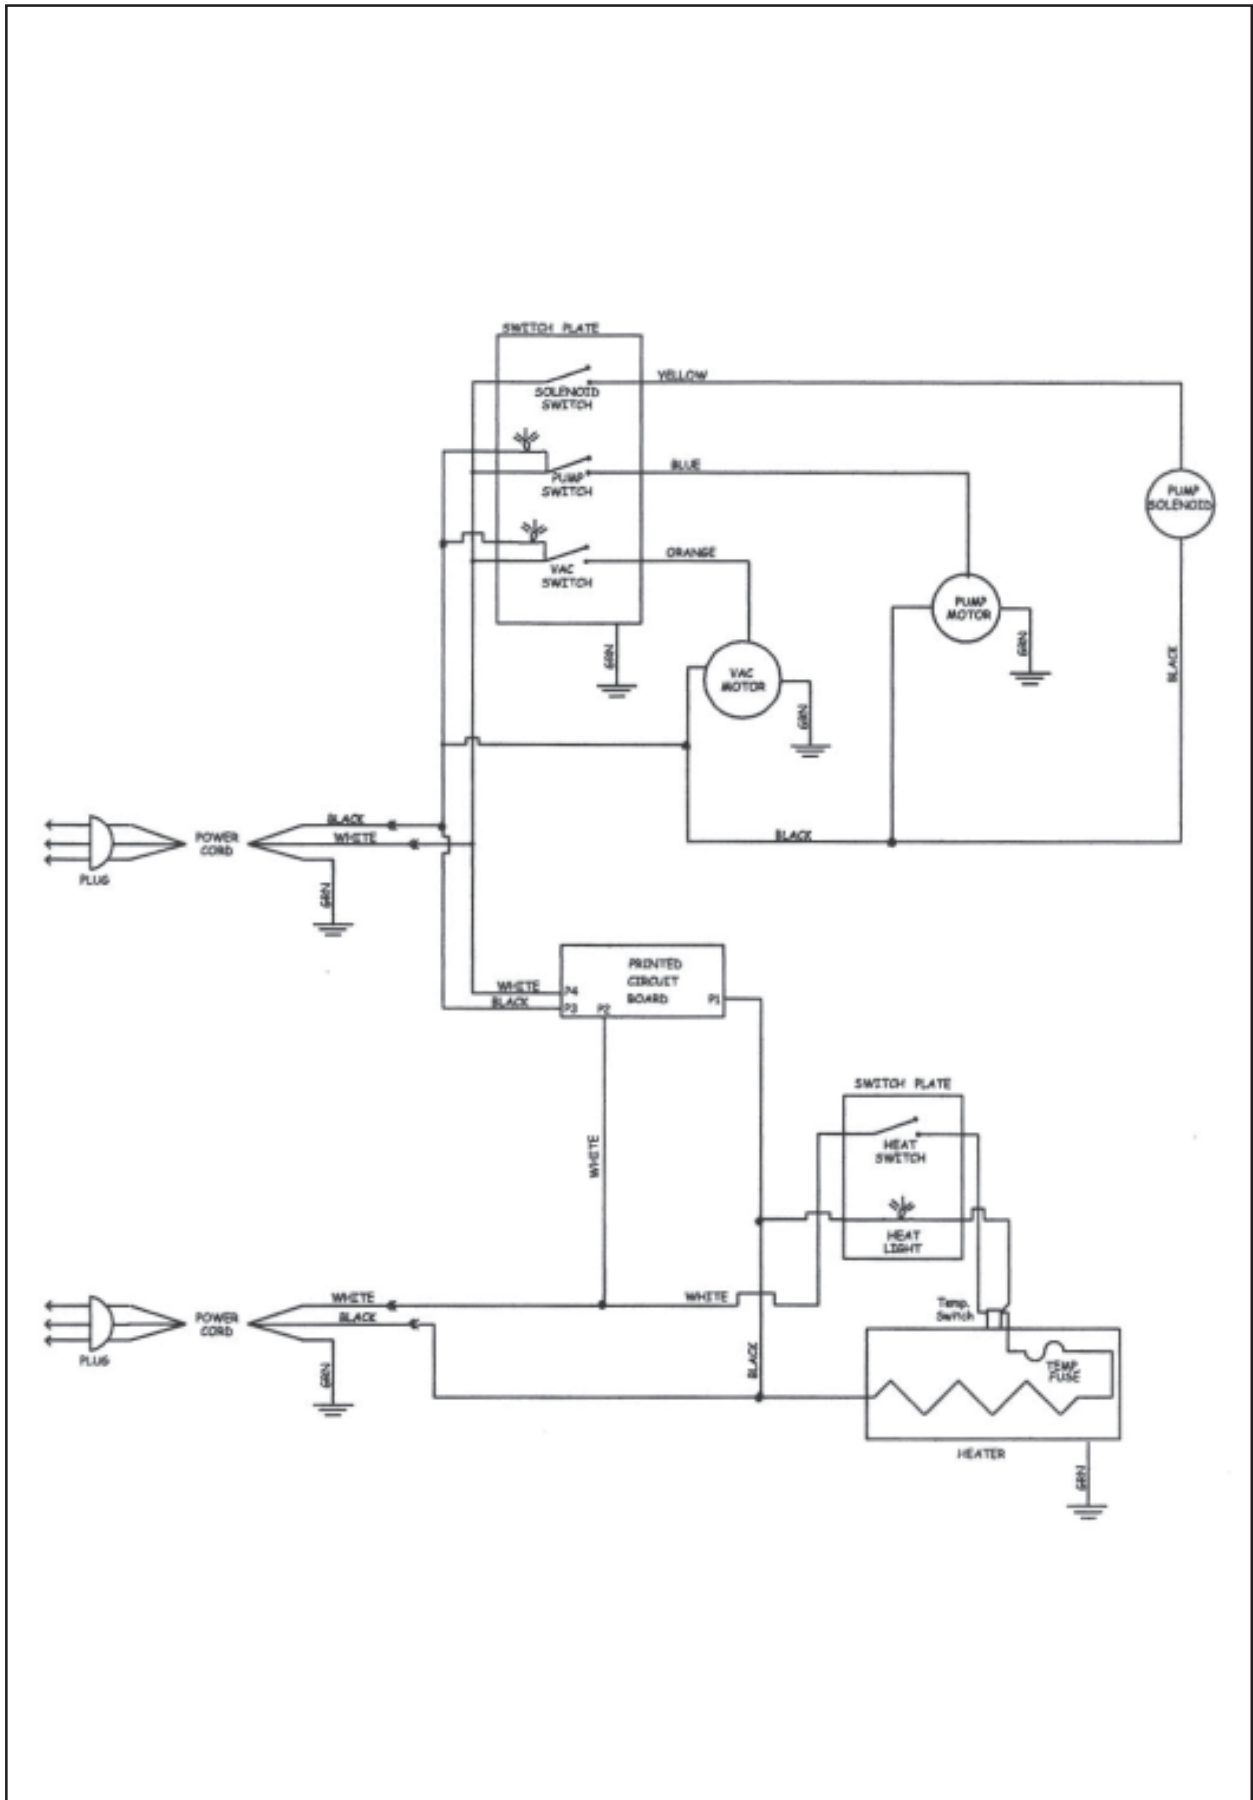 SWITCH PLATE
SOLENOID
SWITCH
YELLOW
PUMP
SWITCH
BLUE
PUMP
SOLENOID
VAC
SWITCH
ORANGE
PUMP
MOTOR
GRN
GRN
BLACK
VAC
MOTOR
GRN
BLACK
WHITE
POWER
CORD
PLUG
GRN
BLACK
PRINTED
CIRCUIT
BOARD
WHITE
BLACK
P4
P3
P2
P1
SWITCH PLATE
HEAT
SWITCH
WHITE
HEAT
LIGHT
WHITE
BLACK
POWER
CORD
PLUG
GRN
WHITE
Temp.
Switch
BLACK
TEMP.
FUSE
HEATER
GRN